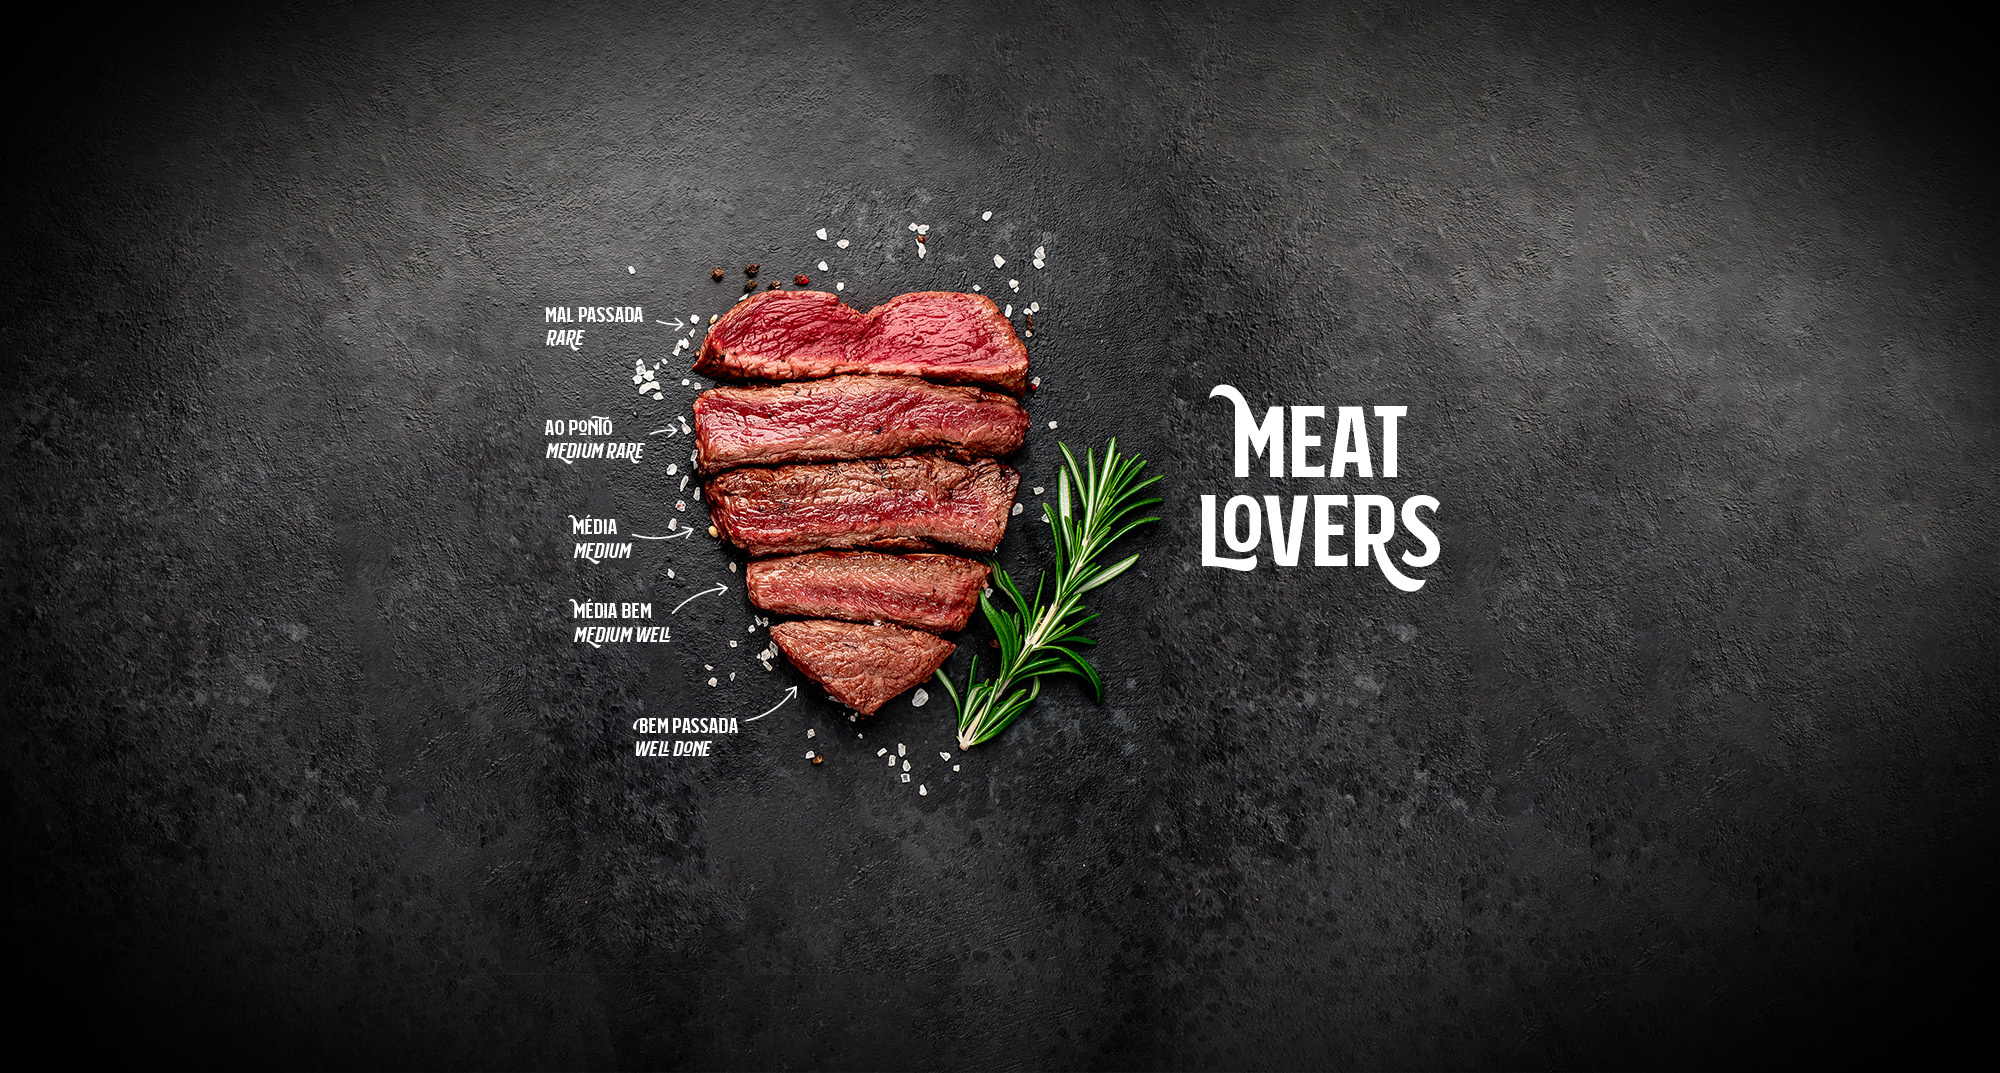 MAL PASSADA
RARE
AO PONTO
MEDIUM RARE
MÉDIA
MEDIUM
MÉDIA BEM
MEDIUM WELL
BEM PASSADA
WELL DONE
MEAT
LOVERS